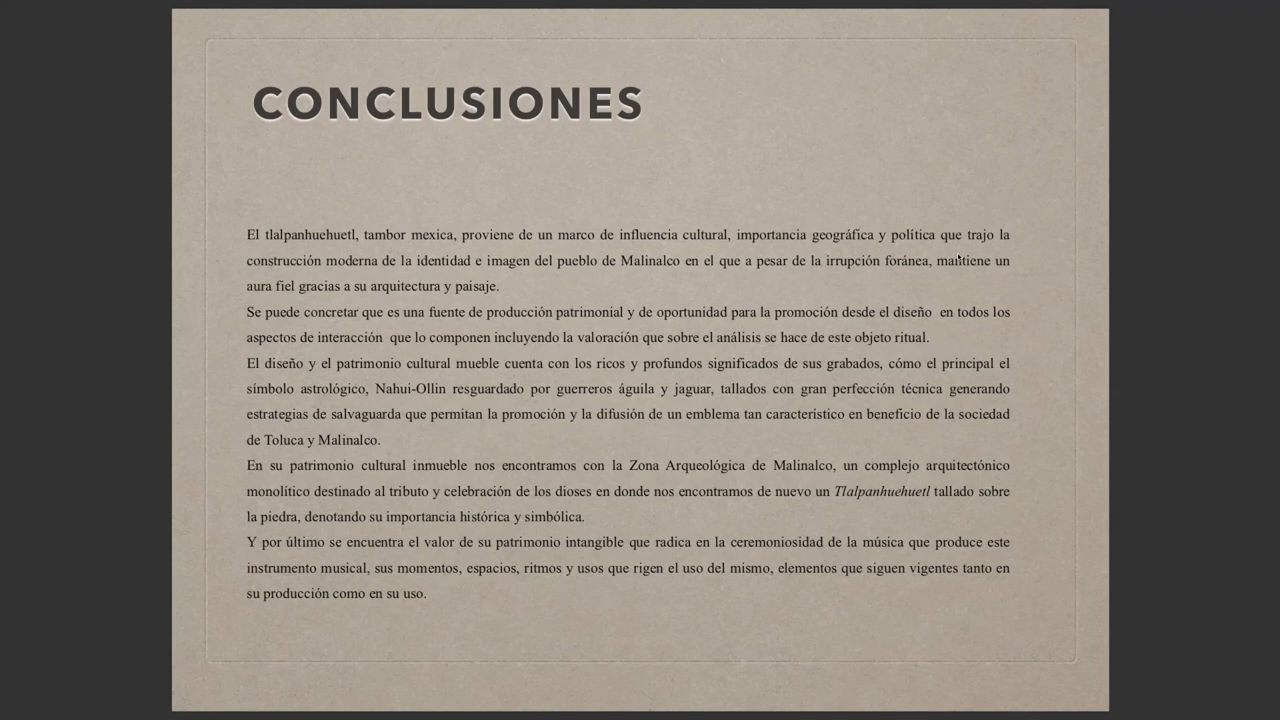 CONCLUSIONES
El tlalpanhuehuetl, tambor mexica, proviene de un marco de influencia cultural, importancia geográfica y política que trajo la
construcción moderna de la identidad e imagen del pueblo de Malinalco en el que a pesar de la irrupción foránea, mantiene un
aura fiel gracias a su arquitectura y paisaje.
Se puede concretar que es una fuente de producción patrimonial y de oportunidad para la promoción desde el diseño  en todos los
aspectos de interacción  que lo componen incluyendo la valoración que sobre el análisis se hace de este objeto ritual.
El diseño y el patrimonio cultural mueble cuenta con los ricos y profundos significados de sus grabados, cómo el principal el
símbolo astrológico, Nahui-Ollin resguardado por guerreros águila y jaguar, tallados con gran perfección técnica generando
estrategias de salvaguarda que permitan la promoción y la difusión de un emblema tan característico en beneficio de la sociedad
de Toluca y Malinalco.
En su patrimonio cultural inmueble nos encontramos con la Zona Arqueológica de Malinalco, un complejo arquitectónico
monolítico destinado al tributo y celebración de los dioses en donde nos encontramos de nuevo un Tlalpanhuehuetl tallado sobre
la piedra, denotando su importancia histórica y simbólica.
Y por último se encuentra el valor de su patrimonio intangible que radica en la ceremoniosidad de la música que produce este
instrumento musical, sus momentos, espacios, ritmos y usos que rigen el uso del mismo, elementos que siguen vigentes tanto en
su producción como en su uso.